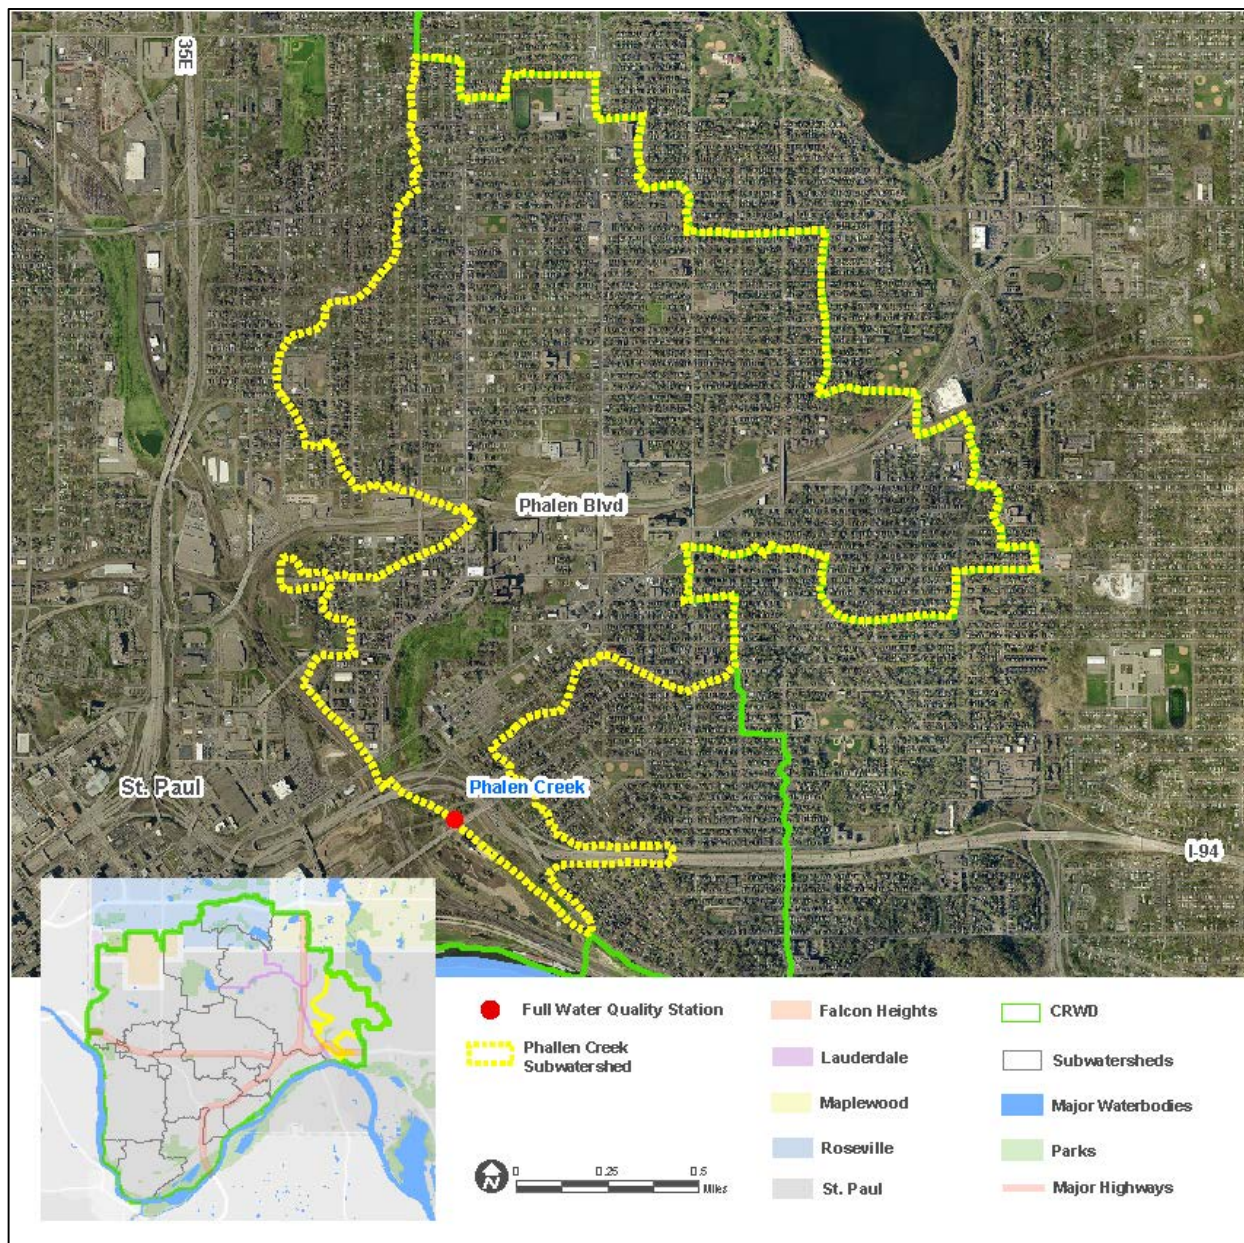 35E
Phalen Blvd
St. Paul
Phalen Creek
I-94
Full Water Quality Station
Phallen Creek
Subwatershed
Falcon Heights
Lauderdale
Maplewood
Roseville
St. Paul
CRWD
Subwatersheds
Major Waterbodies
Parks
Major Highways
N
0 0.25 0.5
Miles